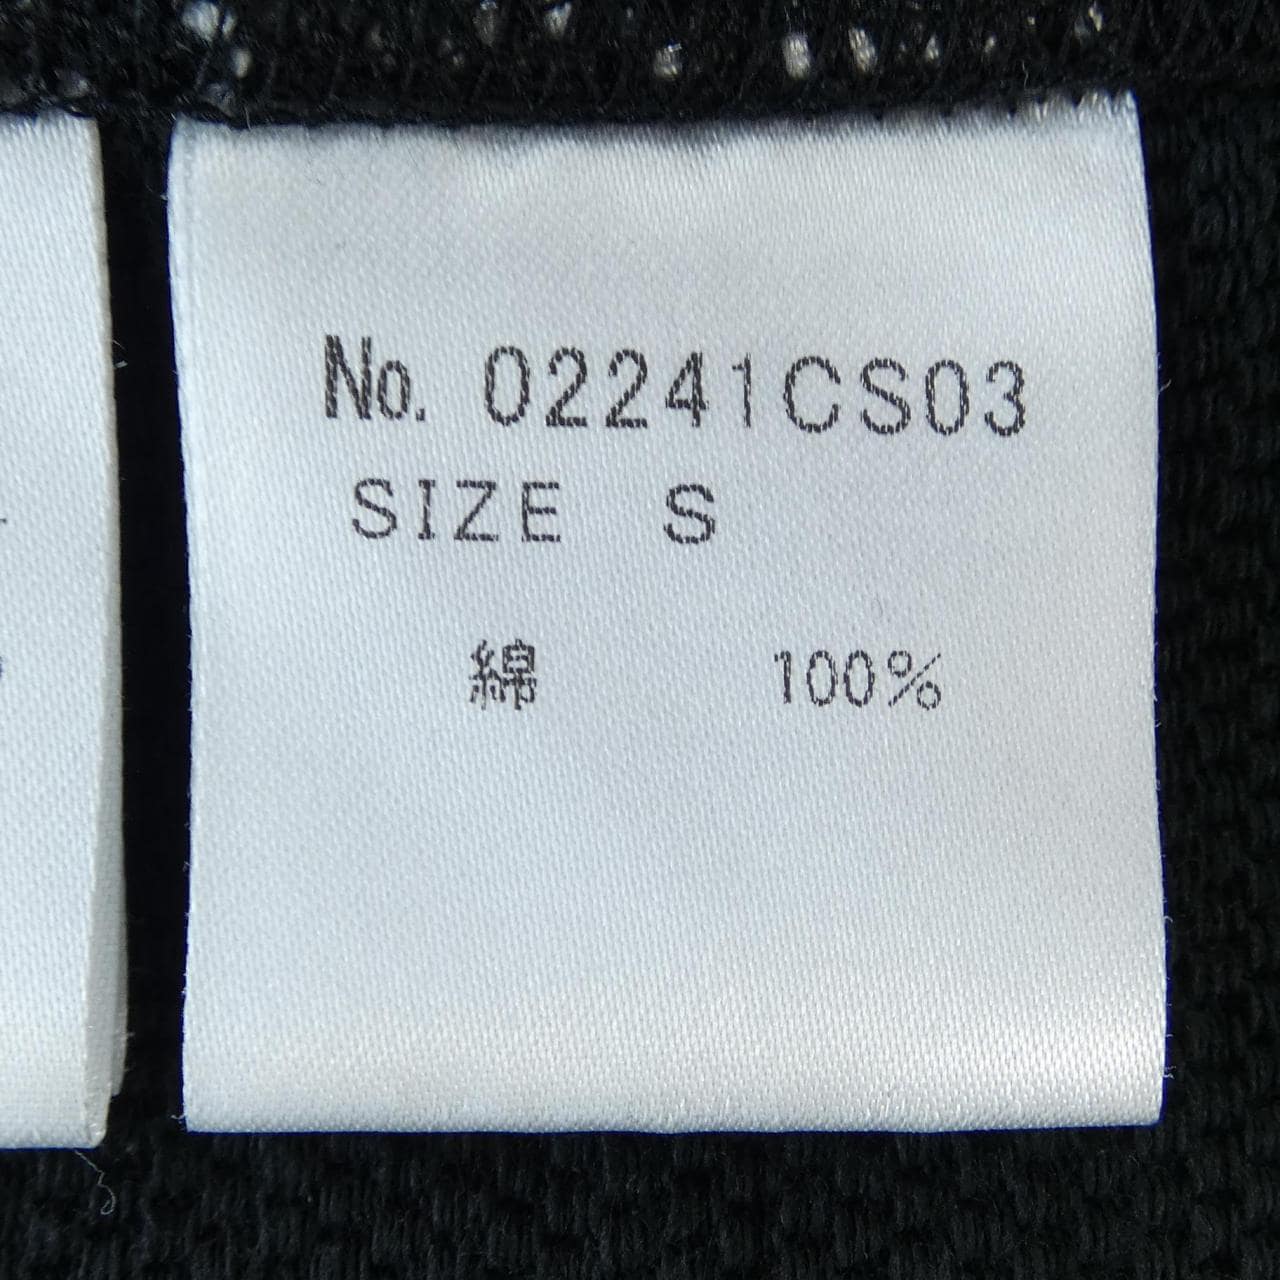 No. 02241CS03
SIZE S
綿 100%